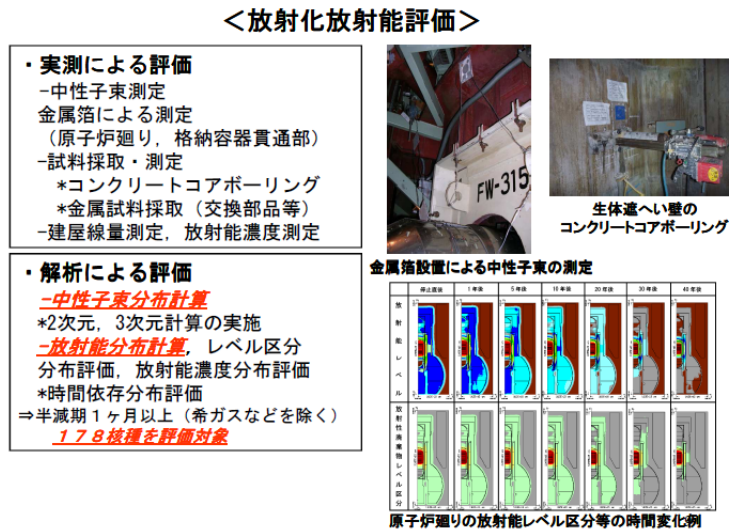 ＜放射化放射能評価＞
・実測による評価
−中性子束測定
金属箔による測定
（原子炉廻り，格納容器貫通部）
−試料採取・測定
*コンクリートコアボーリング
*金属試料採取（交換部品等）
−建屋線量測定，放射能濃度測定
・解析による評価
−中性子束分布計算
*2次元，3次元計算の実施
−放射能分布計算，レベル区分
分布評価，放射能濃度分布評価
*時間依存分布評価
⇒半減期１ヶ月以上（希ガスなどを除く）
１７８核種を評価対象
FW-315
生体遮へい壁の
コンクリートコアボーリング
金属箔設置による中性子束の測定
停止直後 1年後 5年後 10年後 20年後 30年後 40年後
放射能レベル
放射性廃棄物レベル区分
原子炉廻りの放射能レベル区分等の時間変化例